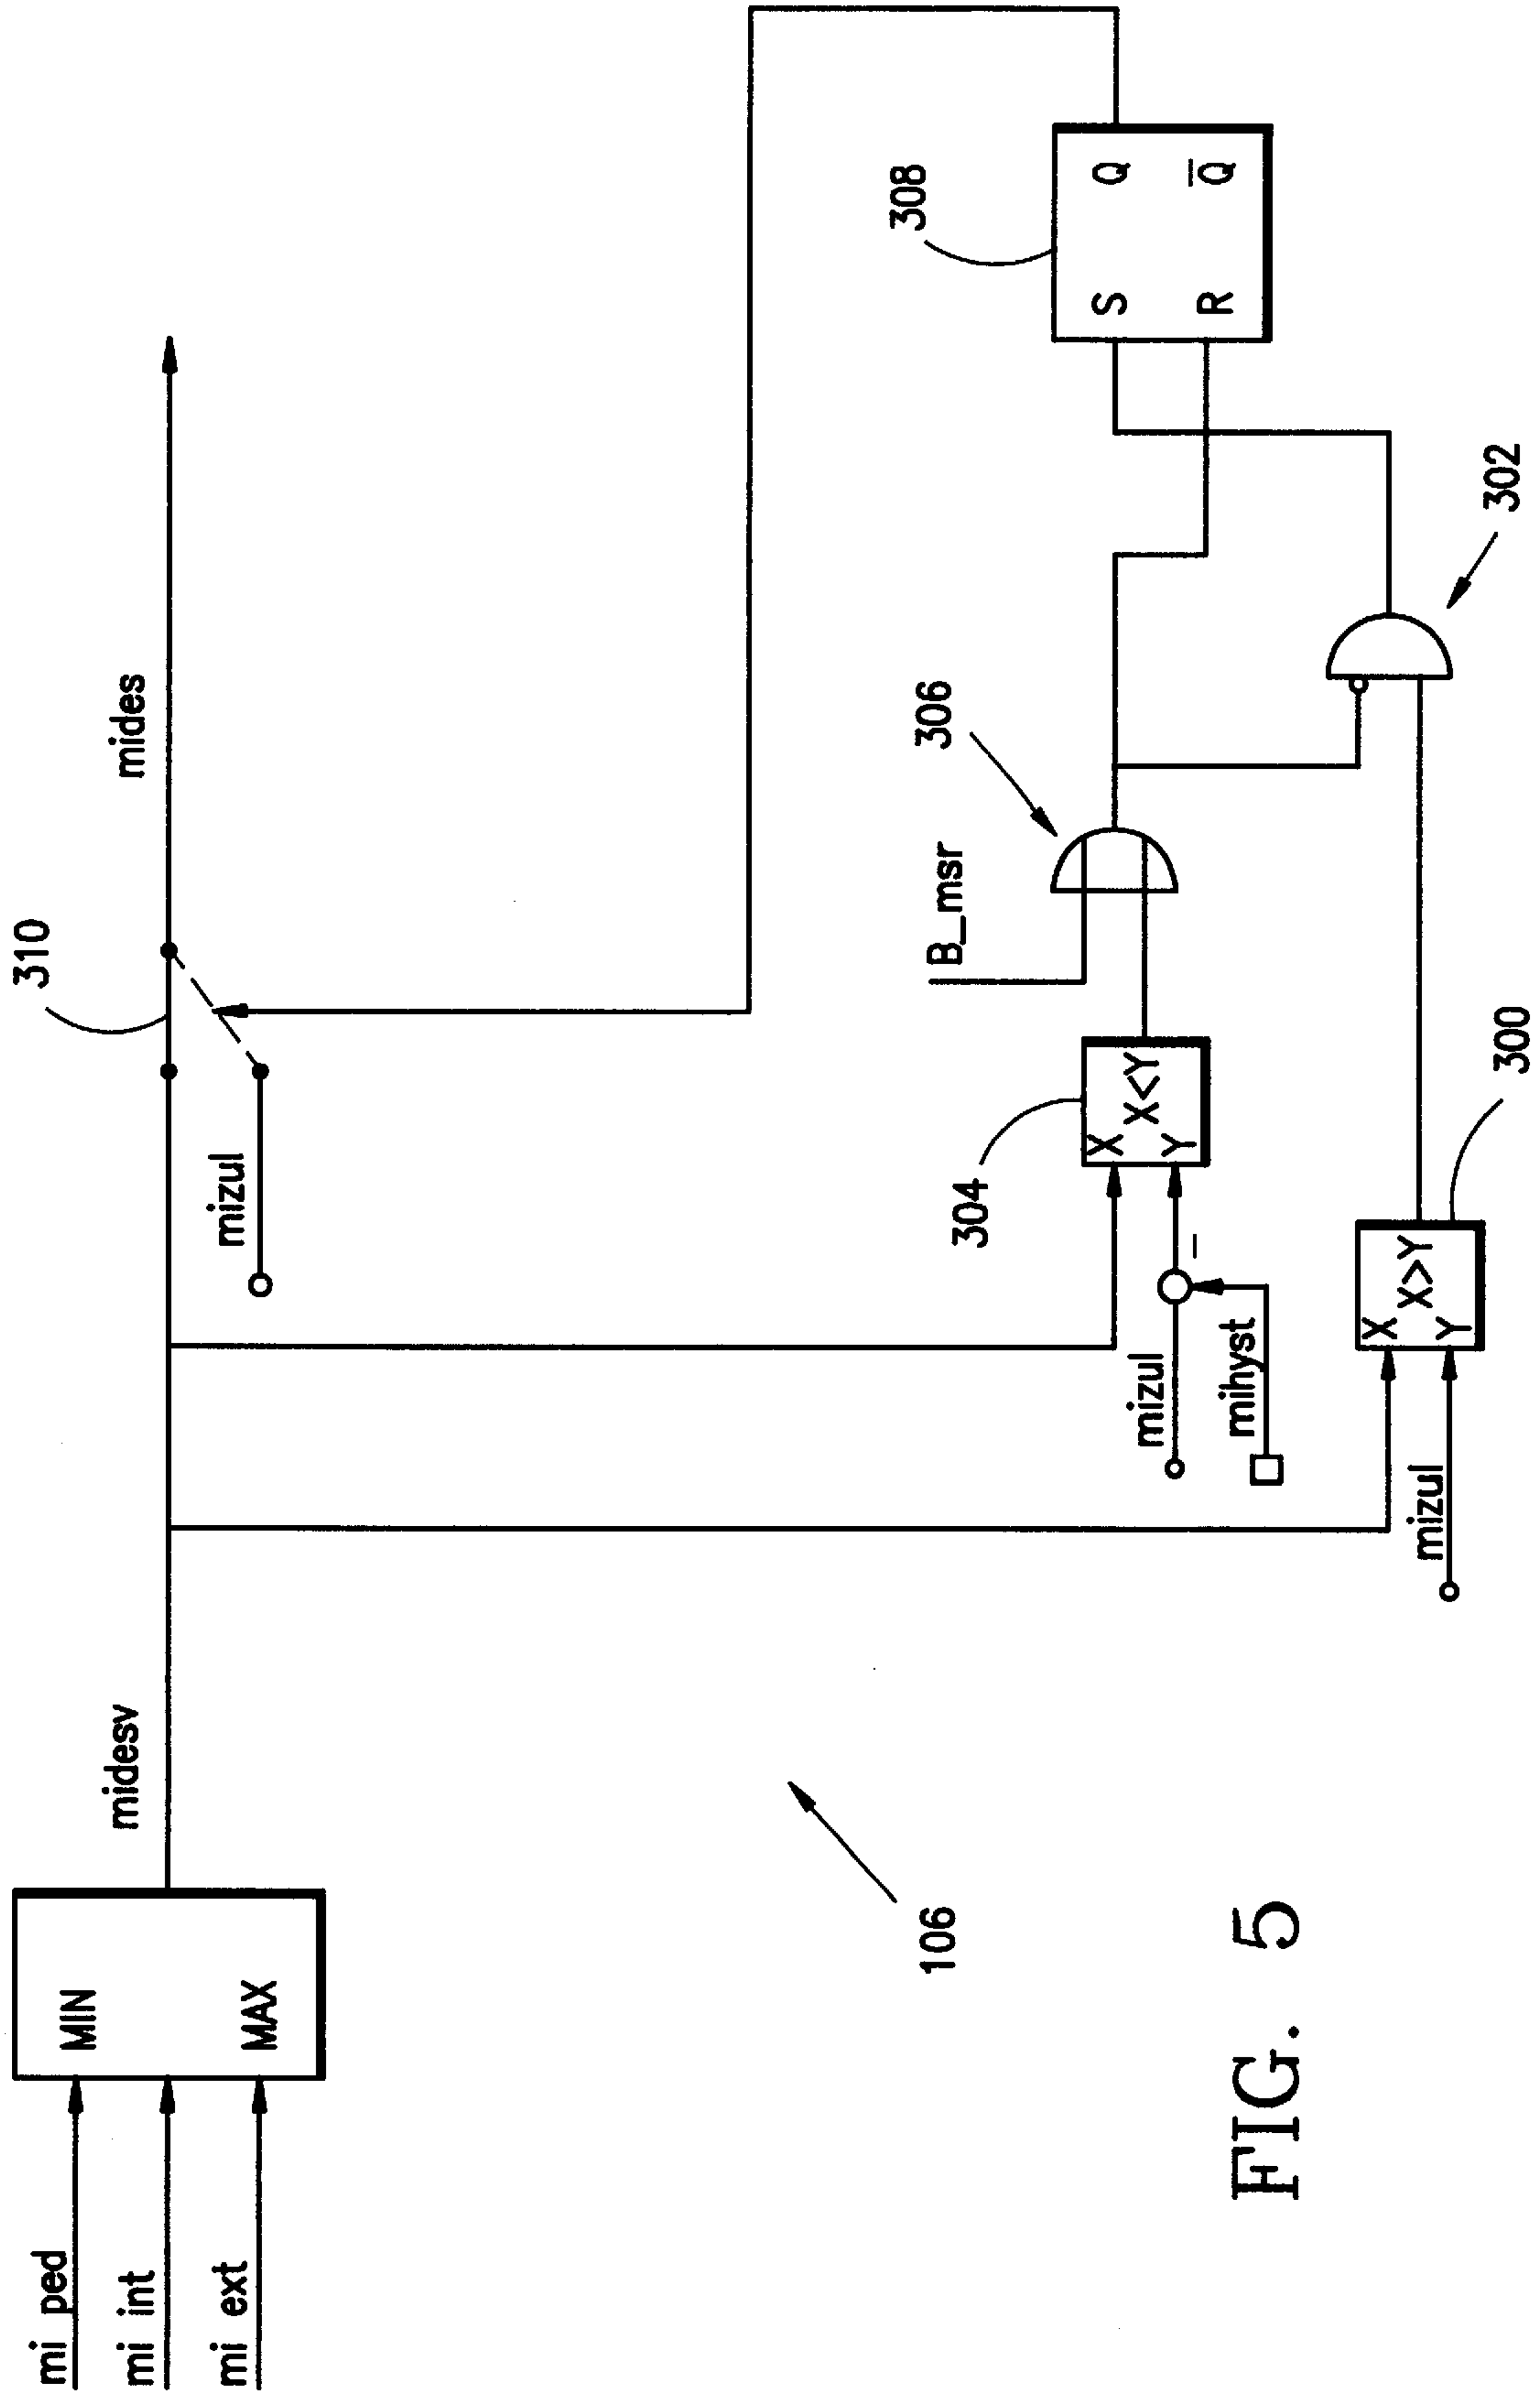 mi ped
mi int
mi ext
MIN
MAX
midesv
310
mizul
mides
308
S
Q
R
Q̅
306
B_msr
304
X
X<Y
Y
mizul
mihyst
–
302
300
X
X>Y
Y
mizul
106
FIG. 5